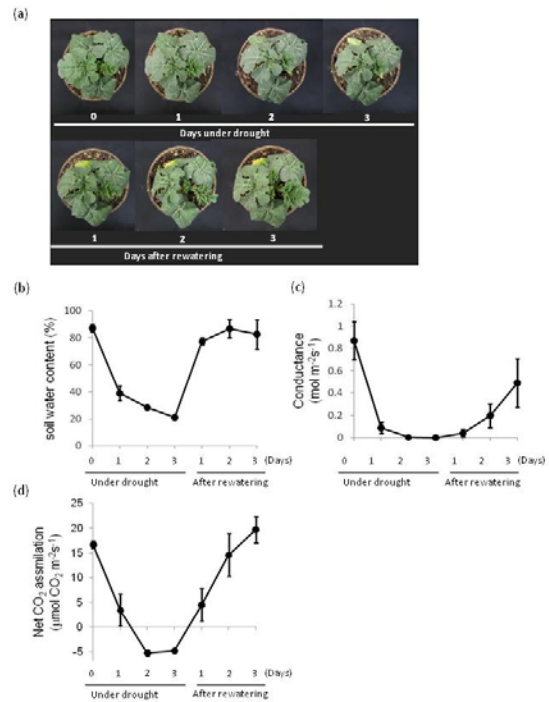 (a)
0 1 2 3
Days under drought
1 2 3
Days after rewatering
(b) (c)
soil water content (%)
100
80
60
40
20
0
0 1 2 3 1 2 3 (Days)
Under drought After rewatering
Conductance
(mol m-2s-1)
1.2
1
0.8
0.6
0.4
0.2
0
0 1 2 3 1 2 3 (Days)
Under drought After rewatering
(d)
Net CO2 assmilation
(μmol CO2 m-2s-1)
25
20
15
10
5
0
-5
0 1 2 3 1 2 3 (Days)
Under drought After rewatering